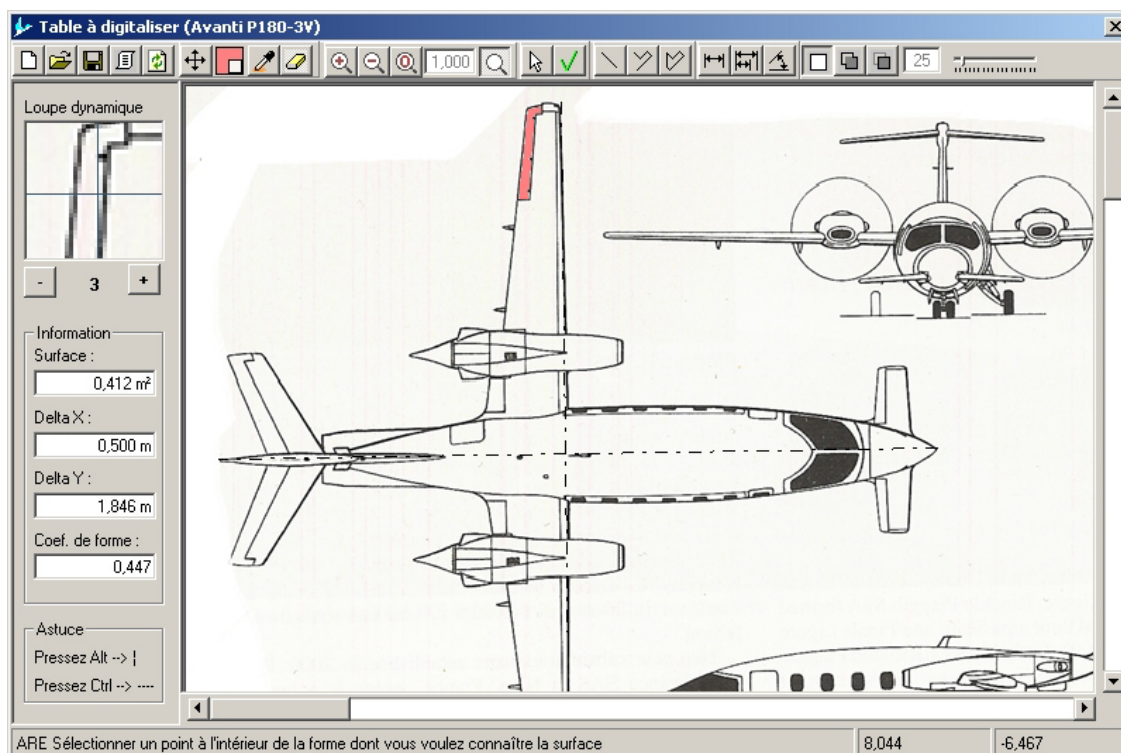 Table à digitaliser (Avanti P180-3V)
1,000
25
Loupe dynamique
- 3 +
Information
Surface :
0,412 m²
Delta X :
0,500 m
Delta Y :
1,846 m
Coef. de forme :
0,447
Astuce
Pressez Alt --> ¦
Pressez Ctrl --> ----
ARE Sélectionner un point à l'intérieur de la forme dont vous voulez connaître la surface
8,044
-6,467